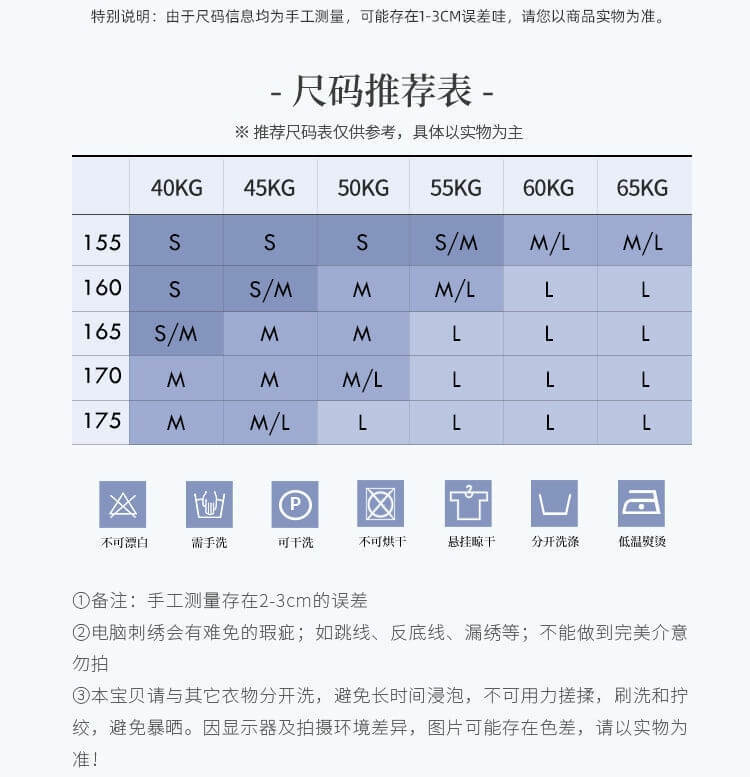 特别说明：由于尺码信息均为手工测量，可能存在1-3CM误差哇，请您以商品实物为准。
- 尺码推荐表 -
※ 推荐尺码表仅供参考，具体以实物为主
40KG 45KG 50KG 55KG 60KG 65KG
155 S S S S/M M/L M/L
160 S S/M M M/L L L
165 S/M M M L L L
170 M M M/L L L L
175 M M/L L L L L
P
不可漂白 需手洗 可干洗 不可烘干 悬挂晾干 分开洗涤 低温熨烫
①备注：手工测量存在2-3cm的误差
②电脑刺绣会有难免的瑕疵；如跳线、反底线、漏绣等；不能做到完美介意
勿拍
③本宝贝请与其它衣物分开洗，避免长时间浸泡，不可用力搓揉，刷洗和拧
绞，避免暴晒。因显示器及拍摄环境差异，图片可能存在色差，请以实物为
准！